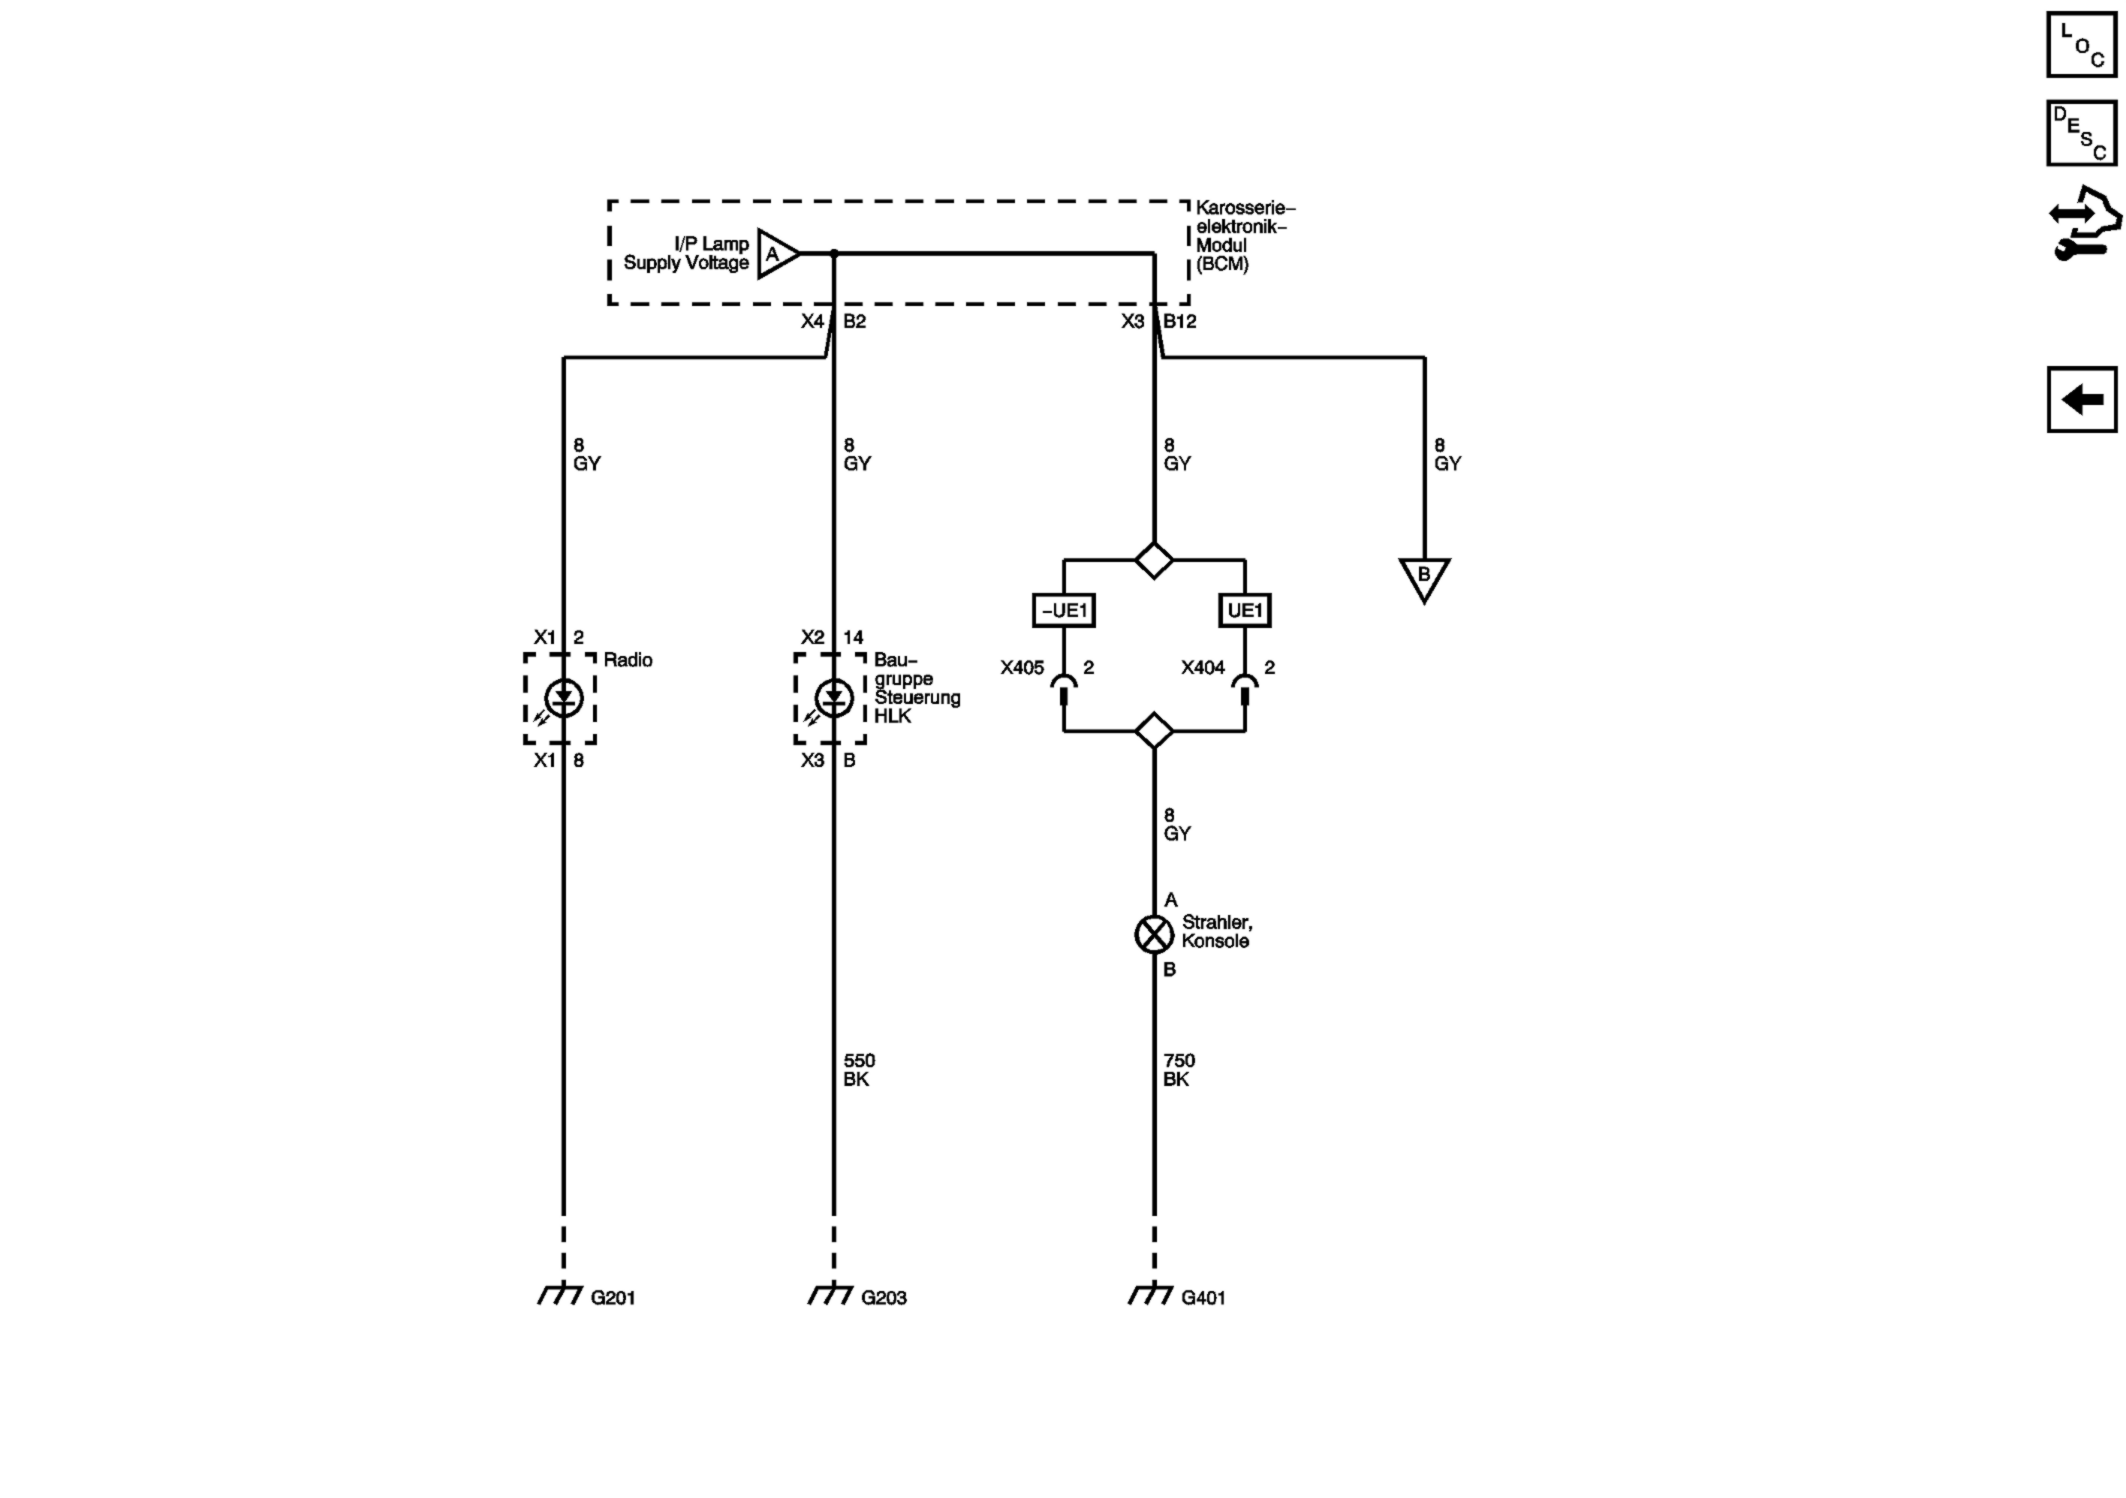 L
O
C
D
E
S
C
Karosserie–
elektronik–
Modul
(BCM)
I/P Lamp
Supply Voltage
A
X4 B2
X3 B12
8
GY
8
GY
8
GY
8
GY
B
–UE1
UE1
X405 2
X404 2
X1 2
Radio
X1 8
X2 14
Bau–
gruppe
Steuerung
HLK
X3 B
8
GY
A
Strahler,
Konsole
B
550
BK
750
BK
G201
G203
G401